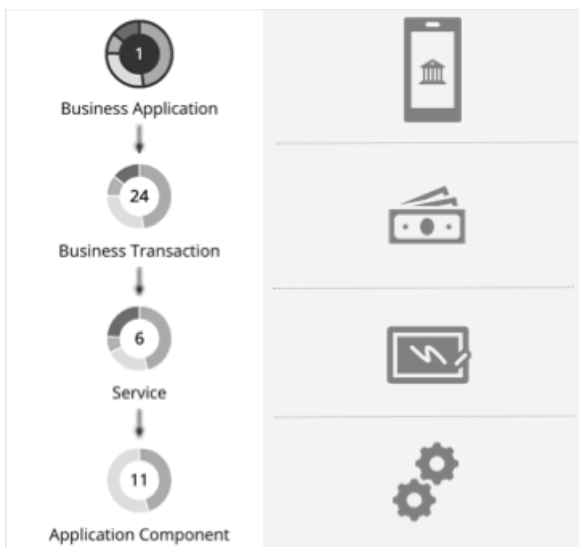 1
Business Application
24
Business Transaction
6
Service
11
Application Component